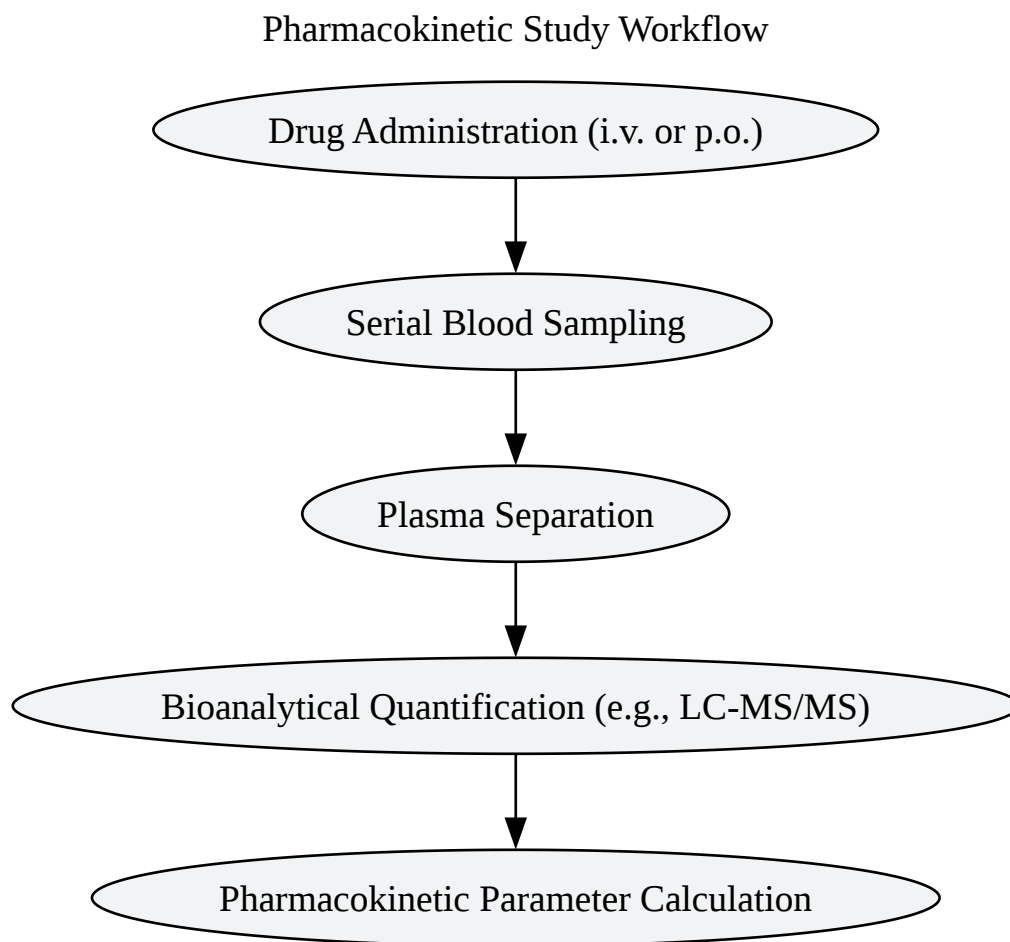 Pharmacokinetic Study Workflow
Drug Administration (i.v. or p.o.)
Serial Blood Sampling
Plasma Separation
Bioanalytical Quantification (e.g., LC-MS/MS)
Pharmacokinetic Parameter Calculation